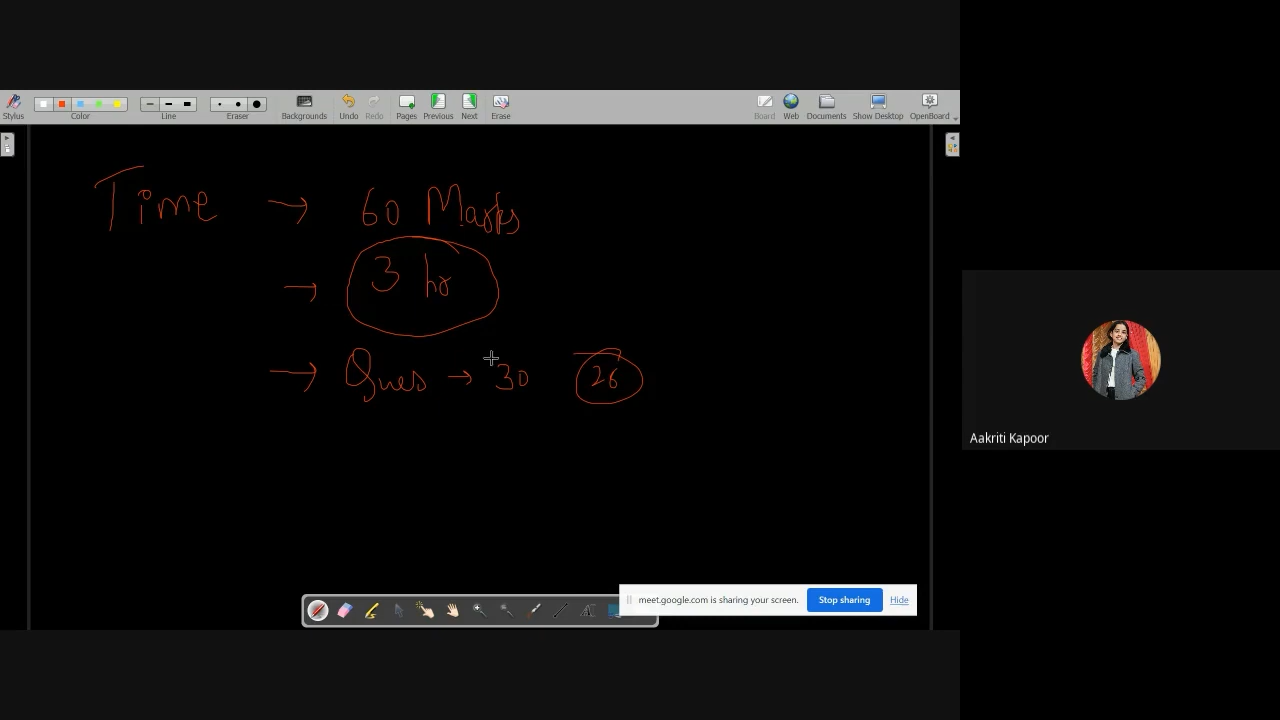 Stylus Color Line Eraser Backgrounds Undo Redo Pages Previous Next Erase Board Web Documents Show Desktop OpenBoard
Time → 60 Marks
→ 3 hr
→ Ques → 30 26
Aakriti Kapoor
meet.google.com is sharing your screen. Stop sharing Hide